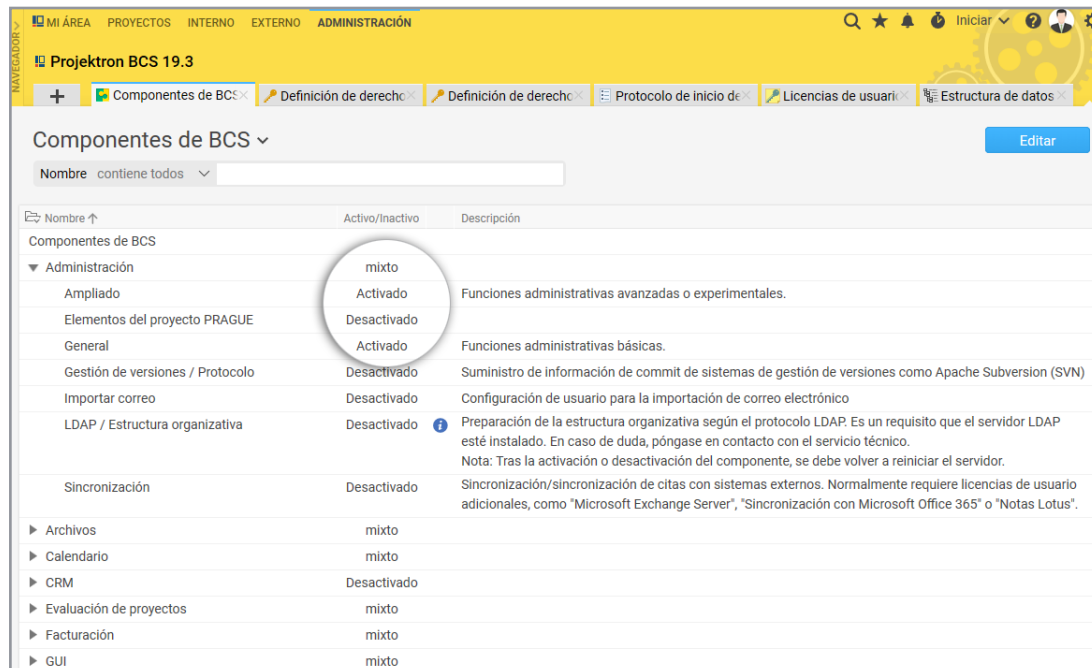 NAVEGADOR
MI ÁREA PROYECTOS INTERNO EXTERNO ADMINISTRACIÓN Iniciar
Projektron BCS 19.3
+ Componentes de BCS Definición de derecho Definición de derecho Protocolo de inicio de Licencias de usuario Estructura de datos
Componentes de BCS
Editar
Nombre contiene todos
Nombre Activo/Inactivo Descripción
Componentes de BCS
Administración mixto
Ampliado Activado Funciones administrativas avanzadas o experimentales.
Elementos del proyecto PRAGUE Desactivado
General Activado Funciones administrativas básicas.
Gestión de versiones / Protocolo Desactivado Suministro de información de commit de sistemas de gestión de versiones como Apache Subversion (SVN)
Importar correo Desactivado Configuración de usuario para la importación de correo electrónico
LDAP / Estructura organizativa Desactivado Preparación de la estructura organizativa según el protocolo LDAP. Es un requisito que el servidor LDAP
esté instalado. En caso de duda, póngase en contacto con el servicio técnico.
Nota: Tras la activación o desactivación del componente, se debe volver a reiniciar el servidor.
Sincronización Desactivado Sincronización/sincronización de citas con sistemas externos. Normalmente requiere licencias de usuario
adicionales, como "Microsoft Exchange Server", "Sincronización con Microsoft Office 365" o "Notas Lotus".
Archivos mixto
Calendario mixto
CRM Desactivado
Evaluación de proyectos mixto
Facturación mixto
GUI mixto